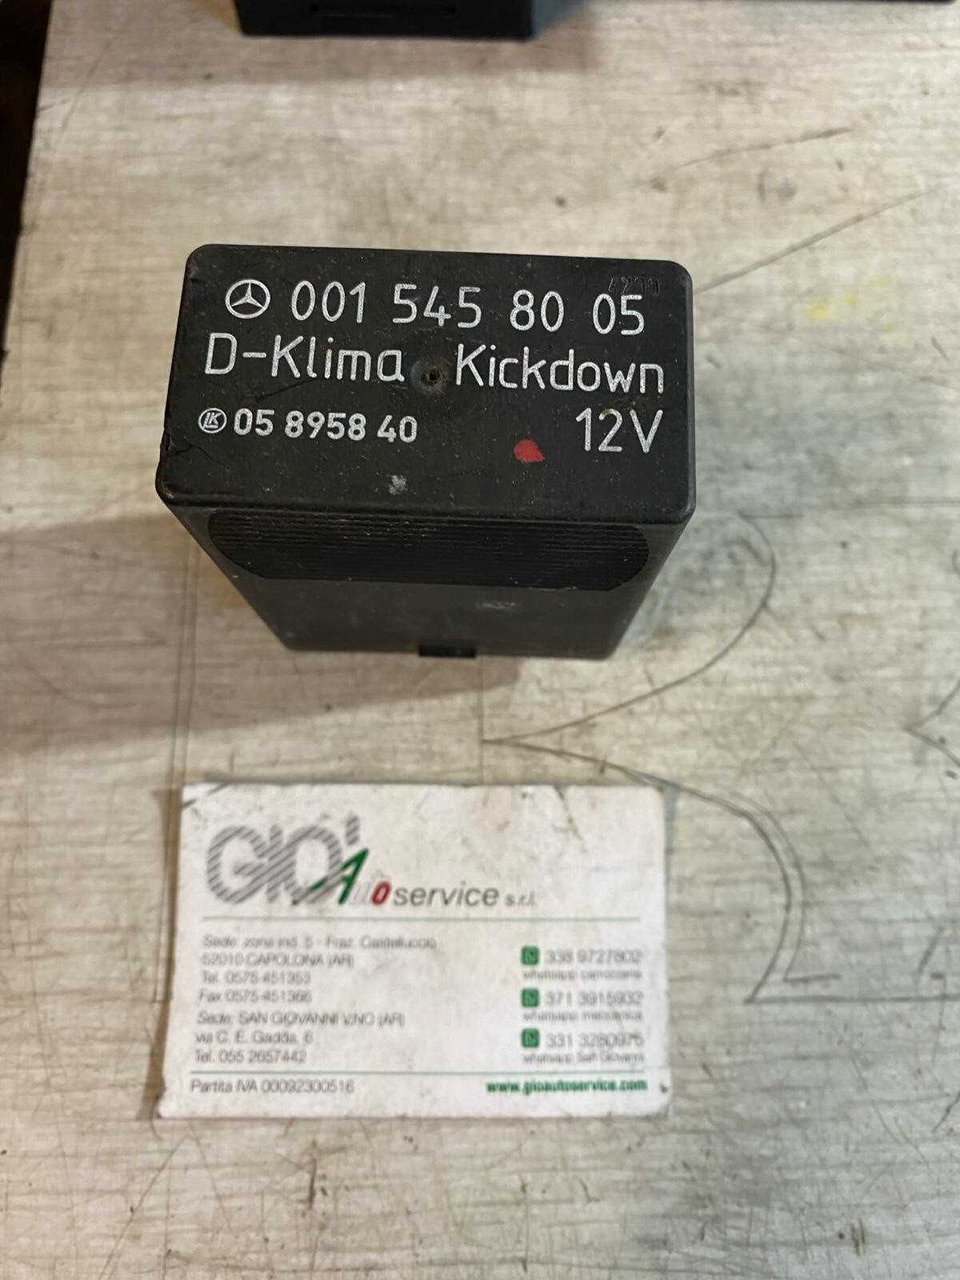 001 545 80 05
D-Klima Kickdown
LK 05 8958 40 12V
GIO' Auto service s.r.l.
Sede: zona ind. 5 - Fraz. Castelluccio
52010 CAPOLONA (AR)
Tel. 0575 451353
Fax 0575 451366
Sede: SAN GIOVANNI V.NO (AR)
via C. E. Gadda, 6
Tel. 055 2657442
338 9727802
whatsapp carrozzeria
371 3915932
whatsapp meccanica
331 3280975
whatsapp San Giovanni
Partita IVA 00092300516
www.gioautoservice.com